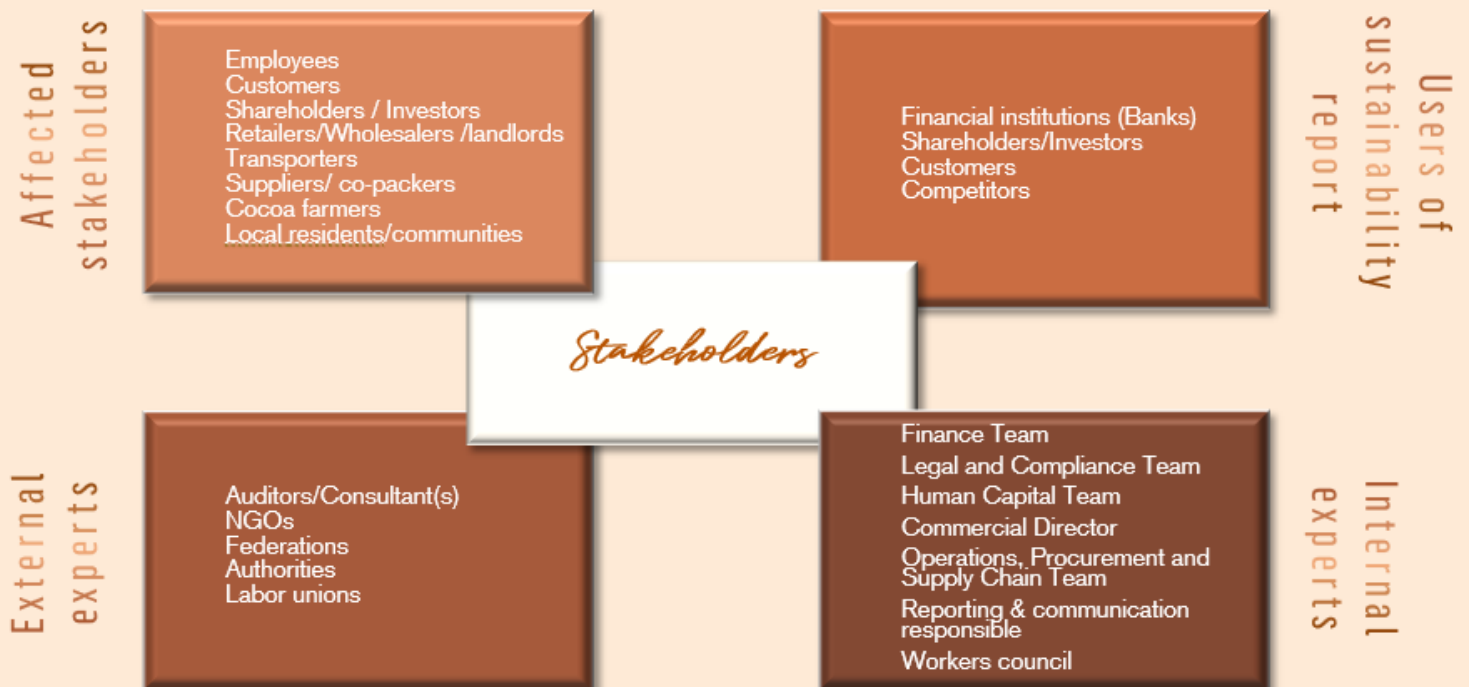 Affected
stakeholders
Employees
Customers
Shareholders / Investors
Retailers/Wholesalers /landlords
Transporters
Suppliers/ co-packers
Cocoa farmers
Local residents/communities
Users of
sustainability
report
Financial institutions (Banks)
Shareholders/Investors
Customers
Competitors
Stakeholders
External
experts
Auditors/Consultant(s)
NGOs
Federations
Authorities
Labor unions
Internal
experts
Finance Team
Legal and Compliance Team
Human Capital Team
Commercial Director
Operations, Procurement and
Supply Chain Team
Reporting & communication
responsible
Workers council